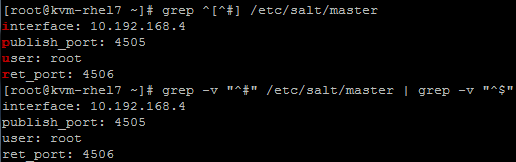 [root@kvm-rhel7 ~]# grep ^[^#] /etc/salt/master
interface: 10.192.168.4
publish_port: 4505
user: root
ret_port: 4506
[root@kvm-rhel7 ~]# grep -v "^#" /etc/salt/master | grep -v "^$"
interface: 10.192.168.4
publish_port: 4505
user: root
ret_port: 4506